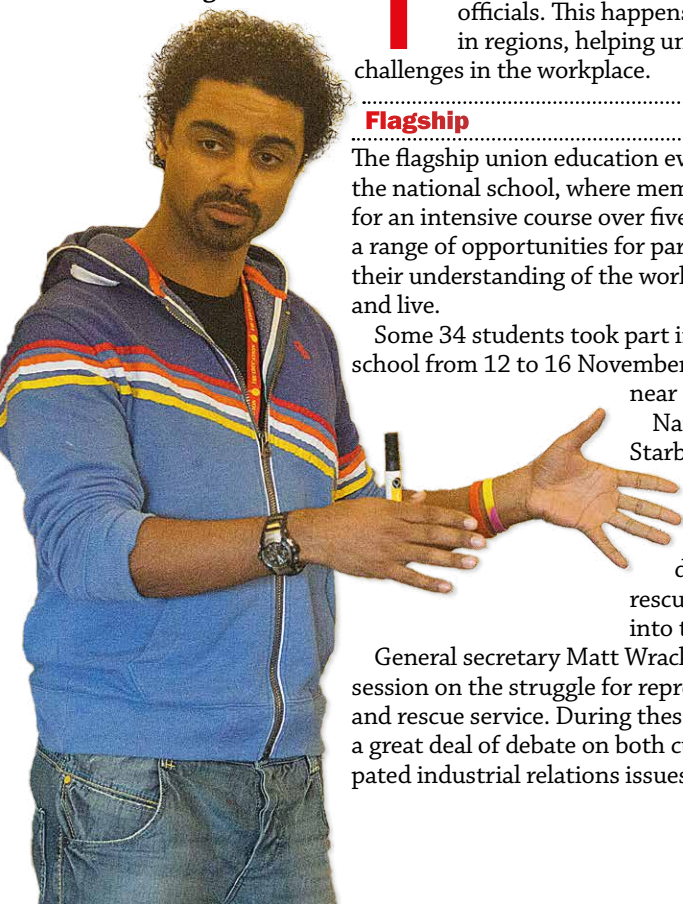 officials. This happens
in regions, helping un
challenges in the workplace.
Flagship
The flagship union education ev
the national school, where mem
for an intensive course over five
a range of opportunities for par
their understanding of the worl
and live.
Some 34 students took part i
school from 12 to 16 November
near
Na
Starb
d
rescu
into t
General secretary Matt Wrac
session on the struggle for repr
and rescue service. During thes
a great deal of debate on both c
pated industrial relations issues